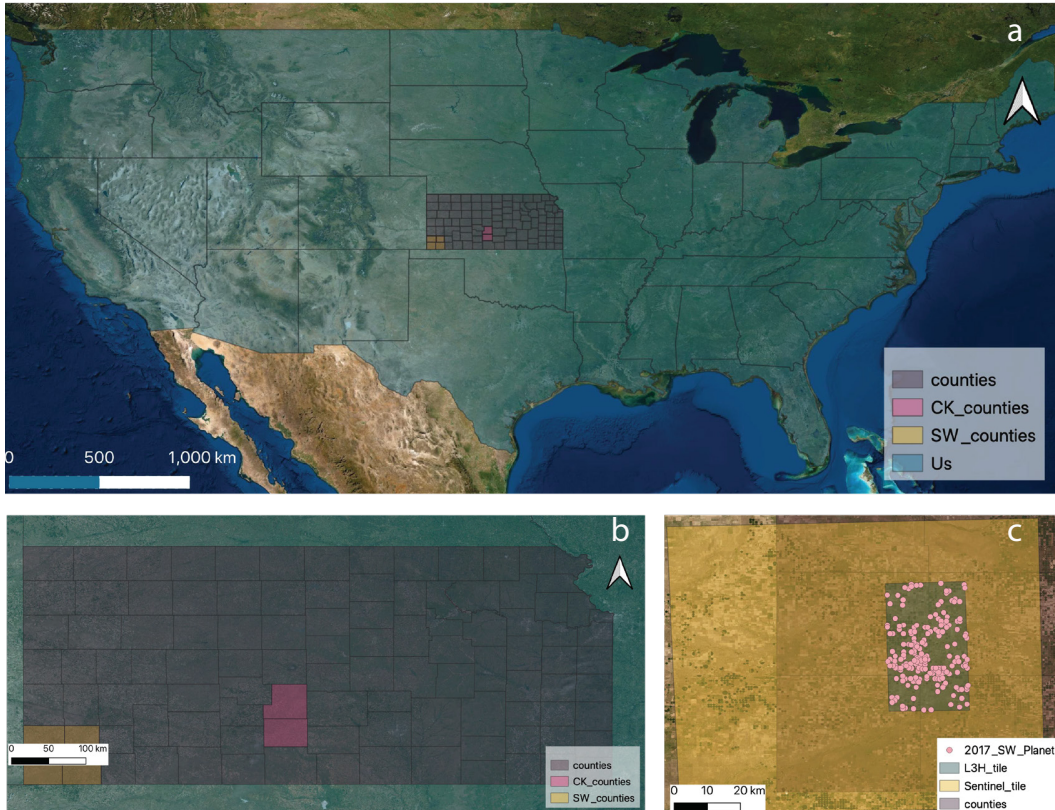 a
counties
CK_counties
SW_counties
Us
0 500 1,000 km
b
0 50 100 km
counties
CK_counties
SW_counties
c
2017_SW_Planet
L3H_tile
Sentinel_tile
counties
0 10 20 km